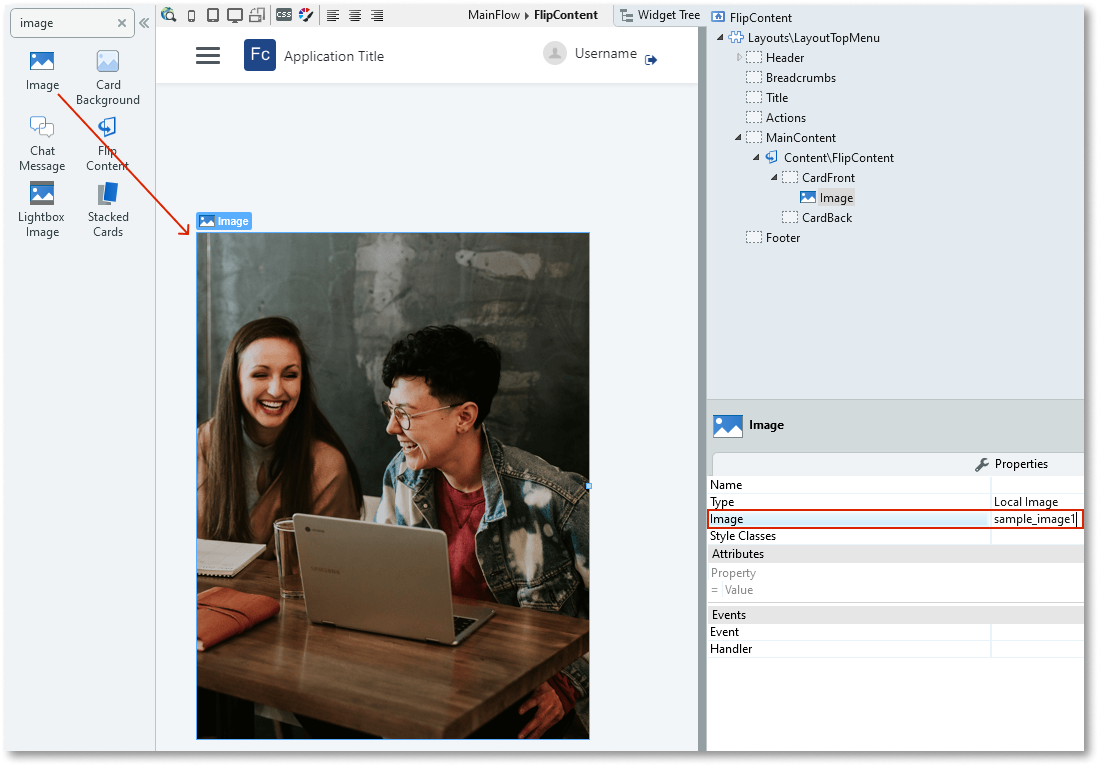 image
Image
Card
Background
Chat
Message
Flip
Content
Lightbox
Image
Stacked
Cards
CSS
MainFlow FlipContent
Widget Tree
Fc
Application Title
Username
Image
FlipContent
Layouts\LayoutTopMenu
Header
Breadcrumbs
Title
Actions
MainContent
Content\FlipContent
CardFront
Image
CardBack
Footer
Image
Properties
Name
Type Local Image
Image sample_image1
Style Classes
Attributes
Property
= Value
Events
Event
Handler